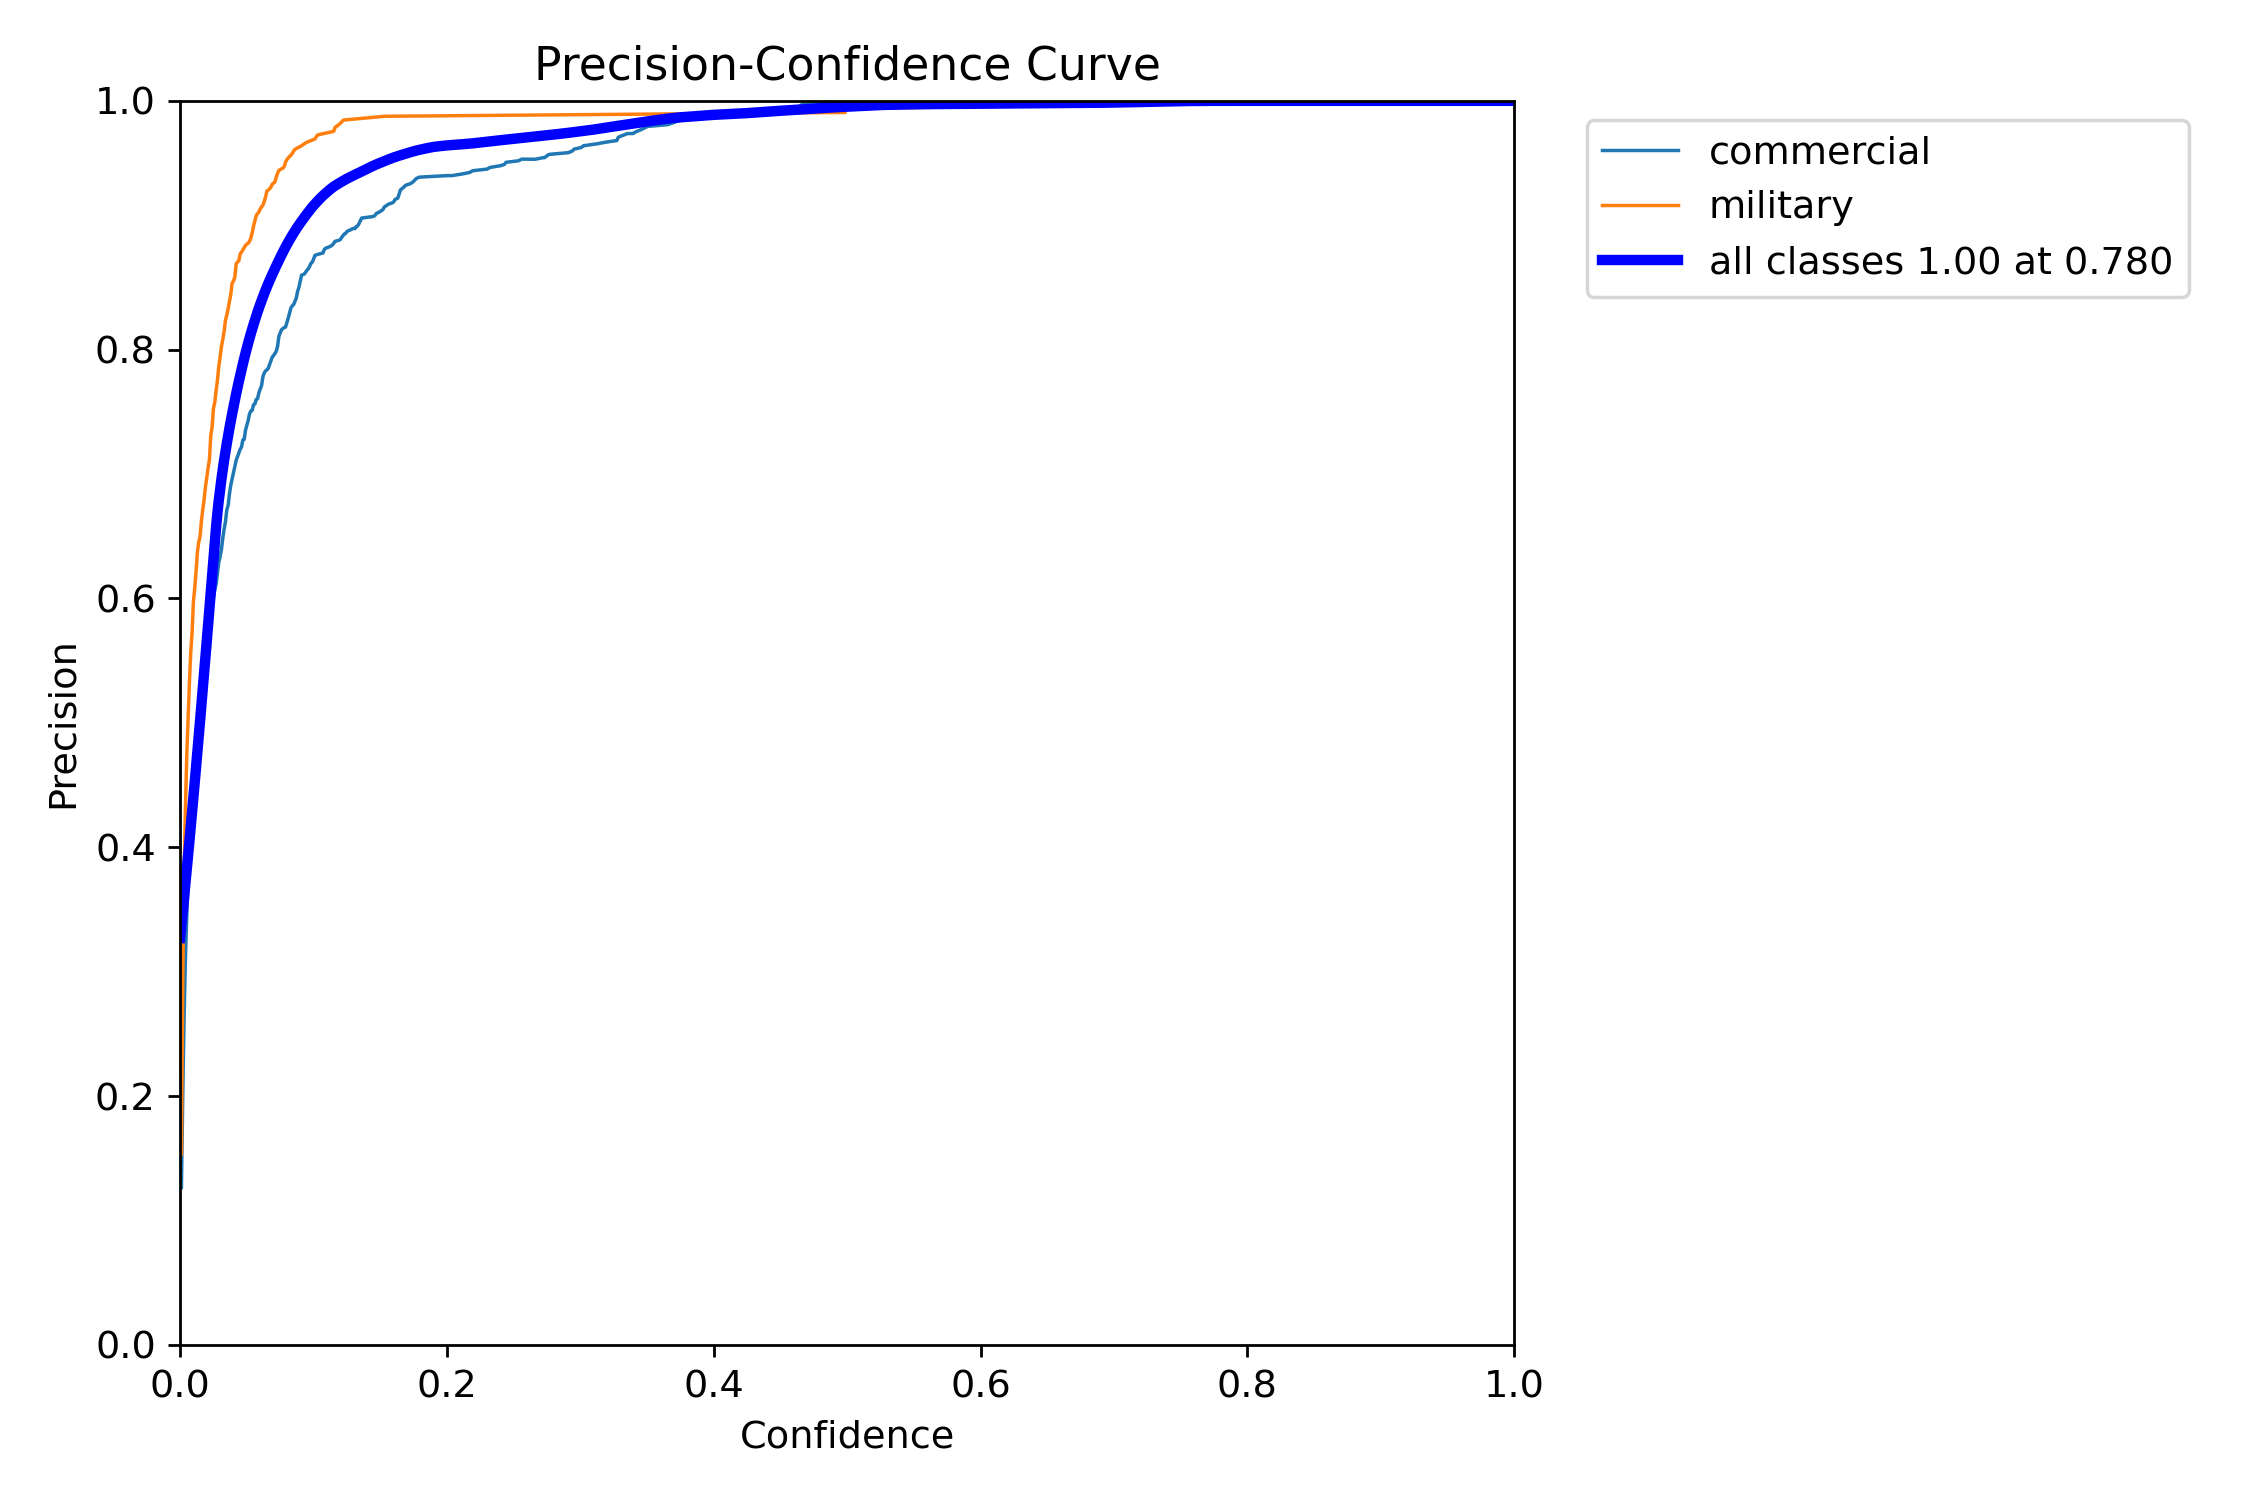 Precision-Confidence Curve
1.0
0.8
0.6
0.4
0.2
0.0
Precision
0.0 0.2 0.4 0.6 0.8 1.0
Confidence
commercial
military
all classes 1.00 at 0.780